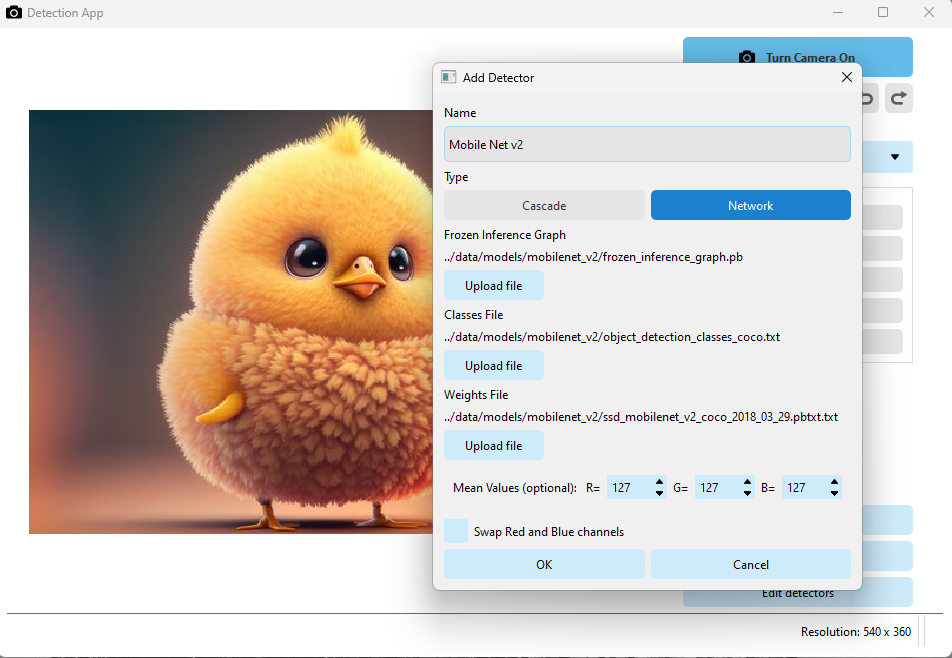 Detection App
Turn Camera On
Add Detector
Name
Mobile Net v2
Type
Cascade
Network
Frozen Inference Graph
../data/models/mobilenet_v2/frozen_inference_graph.pb
Upload file
Classes File
../data/models/mobilenet_v2/object_detection_classes_coco.txt
Upload file
Weights File
../data/models/mobilenet_v2/ssd_mobilenet_v2_coco_2018_03_29.pbtxt.txt
Upload file
Mean Values (optional): R= 127 G= 127 B= 127
Swap Red and Blue channels
OK
Cancel
Edit detectors
Resolution: 540 x 360